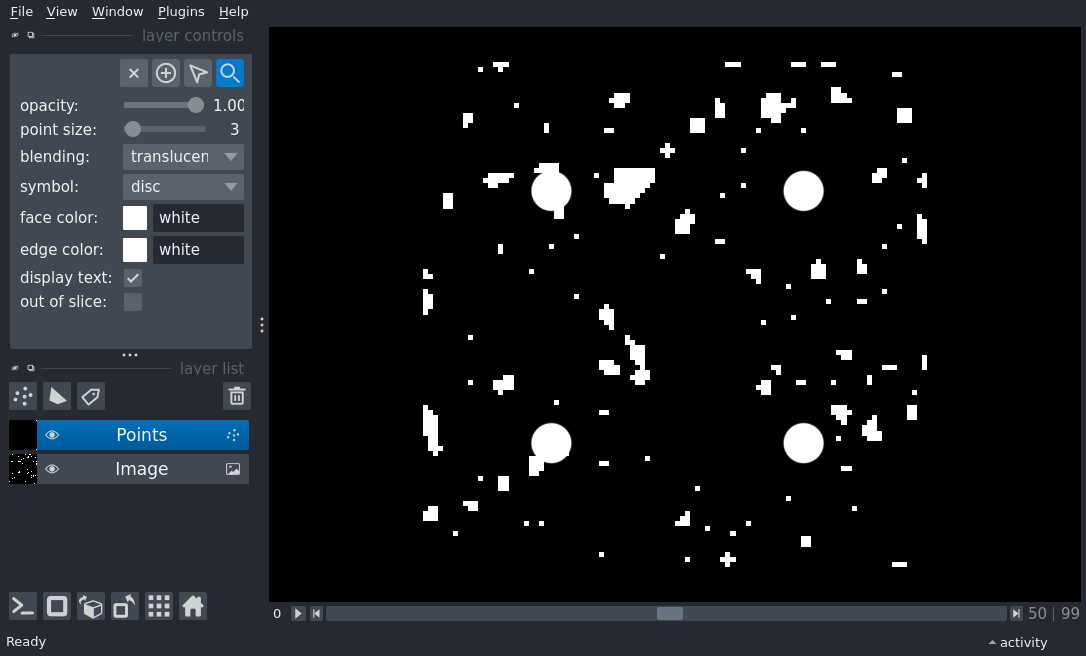 File View Window Plugins Help
layer controls
opacity: 1.00
point size: 3
blending: translucen
symbol: disc
face color: white
edge color: white
display text:
out of slice:
layer list
Points
Image
0 50 | 99
Ready activity